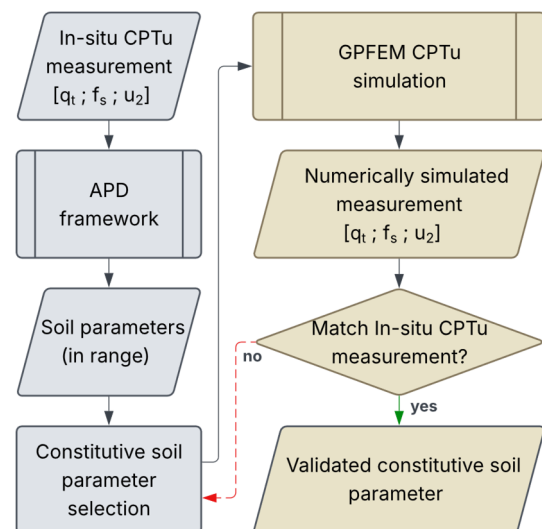 In-situ CPTu
measurement
[qₜ ; fₛ ; u₂]
APD
framework
Soil parameters
(in range)
Constitutive soil
parameter
selection
GPFEM CPTu
simulation
Numerically simulated
measurement
[qₜ ; fₛ ; u₂]
Match In-situ CPTu
measurement?
no
yes
Validated constitutive soil
parameter